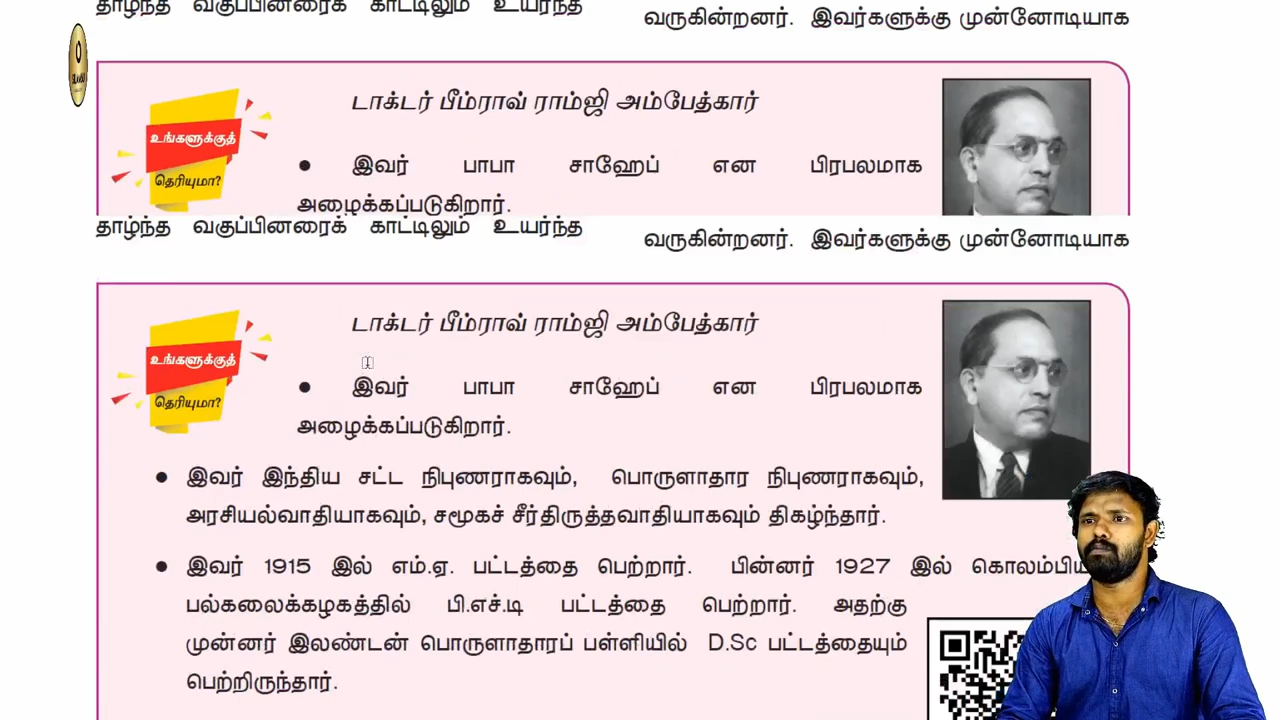 தாழ்ந்த வகுப்பினரைக் காட்டிலும் உயர்ந்த
வருகின்றனர். இவர்களுக்கு முன்னோடியாக
உங்களுக்குத்
தெரியுமா?
டாக்டர் பீம்ராவ் ராம்ஜி அம்பேத்கார்
● இவர் பாபா சாஹேப் என பிரபலமாக
அழைக்கப்படுகிறார்.
தாழ்ந்த வகுப்பினரைக் காட்டிலும் உயர்ந்த
வருகின்றனர். இவர்களுக்கு முன்னோடியாக
உங்களுக்குத்
தெரியுமா?
டாக்டர் பீம்ராவ் ராம்ஜி அம்பேத்கார்
● இவர் பாபா சாஹேப் என பிரபலமாக
அழைக்கப்படுகிறார்.
● இவர் இந்திய சட்ட நிபுணராகவும், பொருளாதார நிபுணராகவும்,
அரசியல்வாதியாகவும், சமூகச் சீர்திருத்தவாதியாகவும் திகழ்ந்தார்.
● இவர் 1915 இல் எம்.ஏ. பட்டத்தை பெற்றார். பின்னர் 1927 இல்
பல்கலைக்கழகத்தில் பி.எச்.டி பட்டத்தை பெற்றார். அதற்கு
முன்னர் இலண்டன் பொருளாதாரப் பள்ளியில் D.Sc பட்டத்தையும்
பெற்றிருந்தார்.